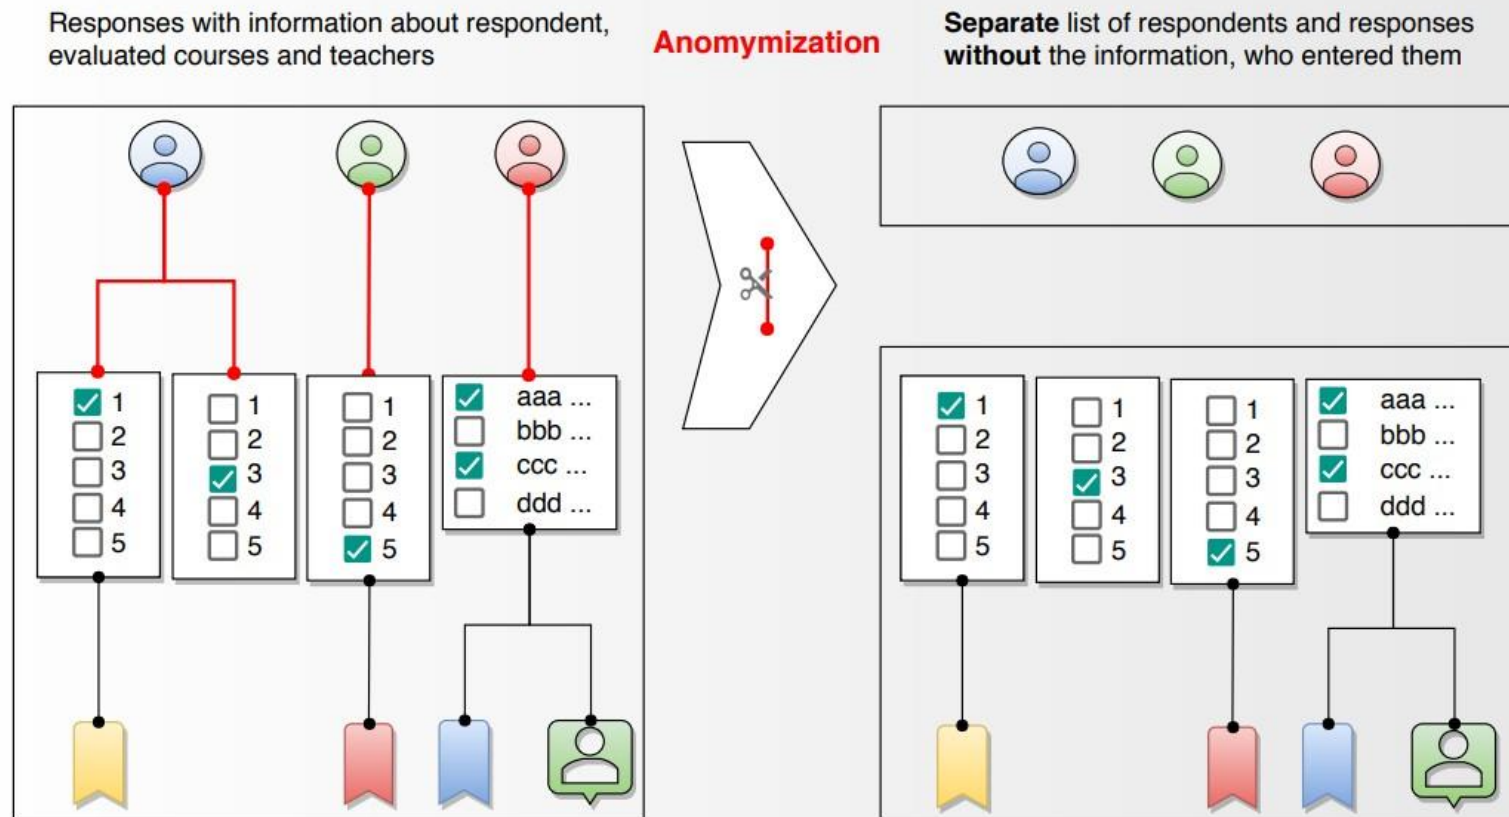 Responses with information about respondent,
evaluated courses and teachers
Anomymization
Separate list of respondents and responses
without the information, who entered them
1
2
3
4
5
1
2
3
4
5
1
2
3
4
5
aaa ...
bbb ...
ccc ...
ddd ...
1
2
3
4
5
1
2
3
4
5
1
2
3
4
5
aaa ...
bbb ...
ccc ...
ddd ...